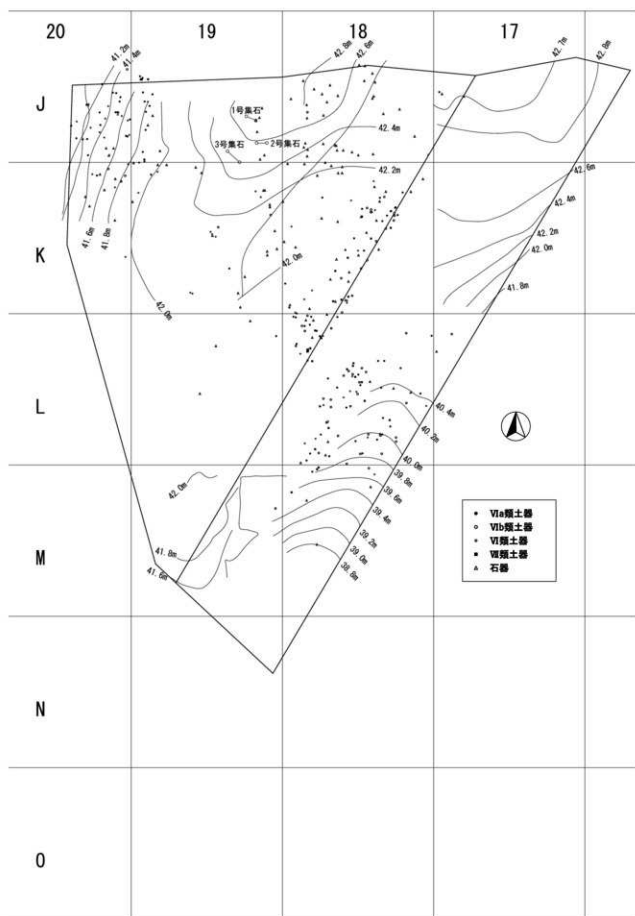 20 19 18 17
41.2m
41.4m
42.8m
42.6m
42.7m
42.8m
J
1号集石
3号集石
2号集石
42.4m
42.2m
42.6m
42.4m
41.6m
41.8m
K
42.2m
42.0m
42.0m
42.0m
41.8m
L
40.4m
40.2m
40.0m
42.0m
39.8m
39.6m
39.4m
39.2m
39.0m
38.8m
M
41.8m
41.6m
Ⅵa類土器
Ⅵb類土器
Ⅵ類土器
Ⅶ類土器
石器
N
O